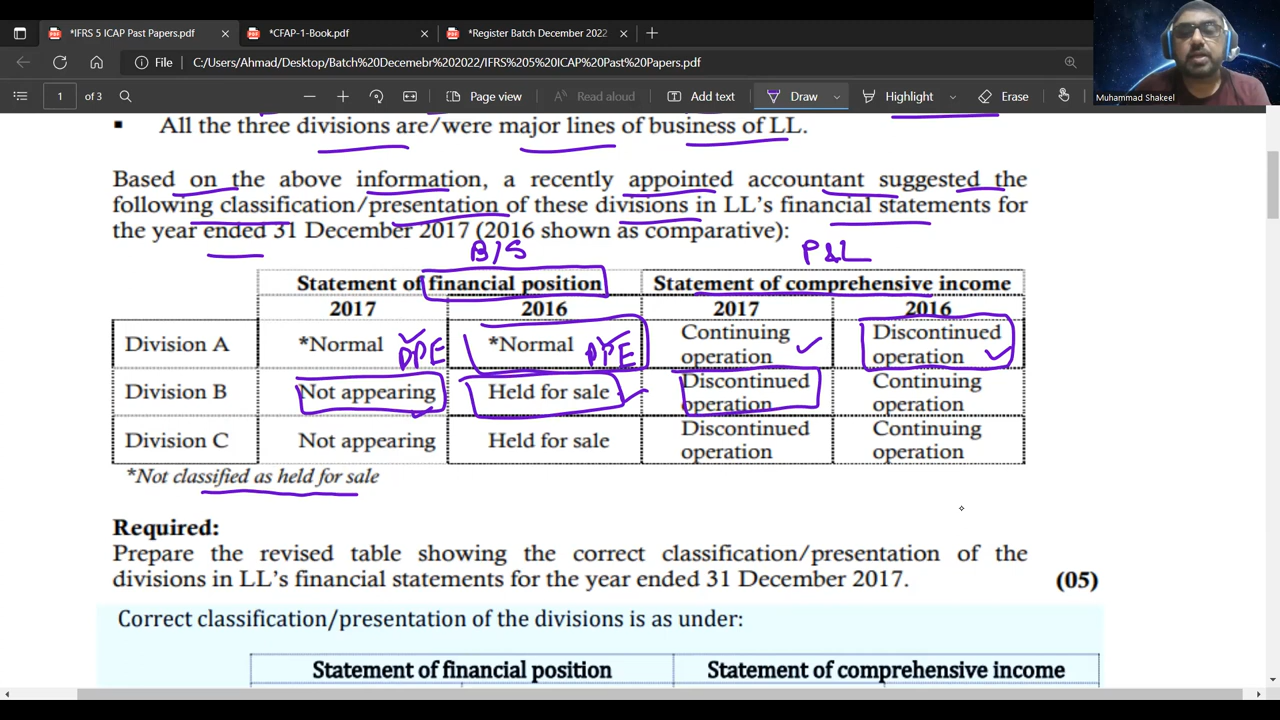 *IFRS 5 ICAP Past Papers.pdf
*CFAP-1-Book.pdf
*Register Batch December 2022
File
C:/Users/Ahmad/Desktop/Batch%20Decemebr%202022/IFRS%205%20ICAP%20Past%20Papers.pdf
1 of 3
Page view
Read aloud
Add text
Draw
Highlight
Erase
Muhammad Shakeel
All the three divisions are/were major lines of business of LL.
Based on the above information, a recently appointed accountant suggested the
following classification/presentation of these divisions in LL's financial statements for
the year ended 31 December 2017 (2016 shown as comparative):
B/S P&L
Statement of financial position Statement of comprehensive income
2017 2016 2017 2016
Division A *Normal PPE *Normal PPE Continuing operation Discontinued operation
Division B Not appearing Held for sale Discontinued operation Continuing operation
Division C Not appearing Held for sale Discontinued operation Continuing operation
*Not classified as held for sale
Required:
Prepare the revised table showing the correct classification/presentation of the
divisions in LL's financial statements for the year ended 31 December 2017.
(05)
Correct classification/presentation of the divisions is as under:
Statement of financial position Statement of comprehensive income